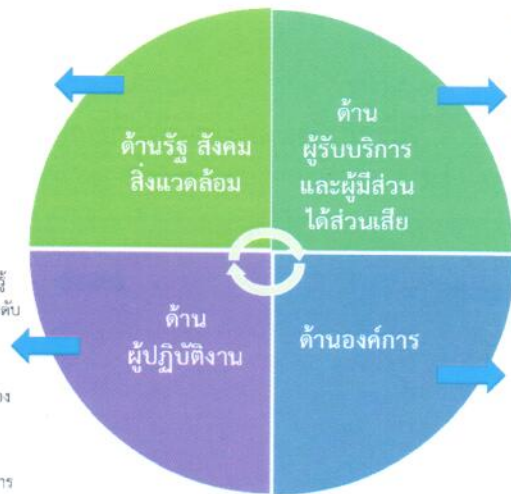 ด้านรัฐ สังคม
สิ่งแวดล้อม
ด้าน
ผู้รับบริการ
และผู้มีส่วน
ได้ส่วนเสีย
ด้าน
ผู้ปฏิบัติงาน
ด้านองค์การ